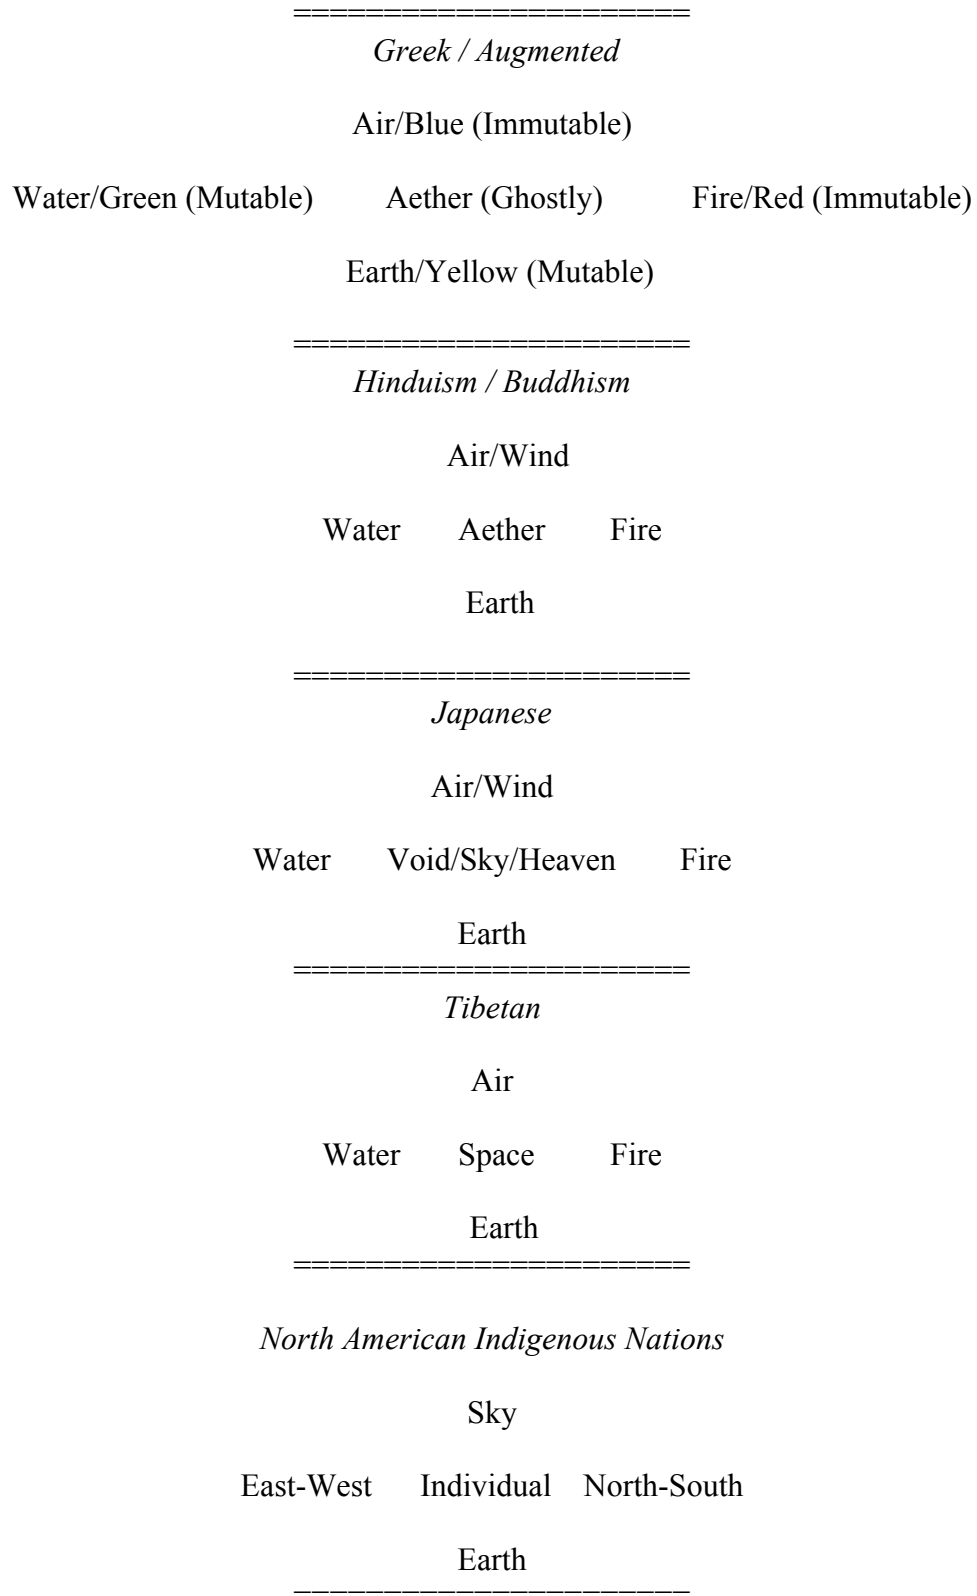 ======================
Greek / Augmented
Air/Blue (Immutable)
Water/Green (Mutable) Aether (Ghostly) Fire/Red (Immutable)
Earth/Yellow (Mutable)
======================
Hinduism / Buddhism
Air/Wind
Water Aether Fire
Earth
======================
Japanese
Air/Wind
Water Void/Sky/Heaven Fire
Earth
======================
Tibetan
Air
Water Space Fire
Earth
======================
North American Indigenous Nations
Sky
East-West Individual North-South
Earth
======================